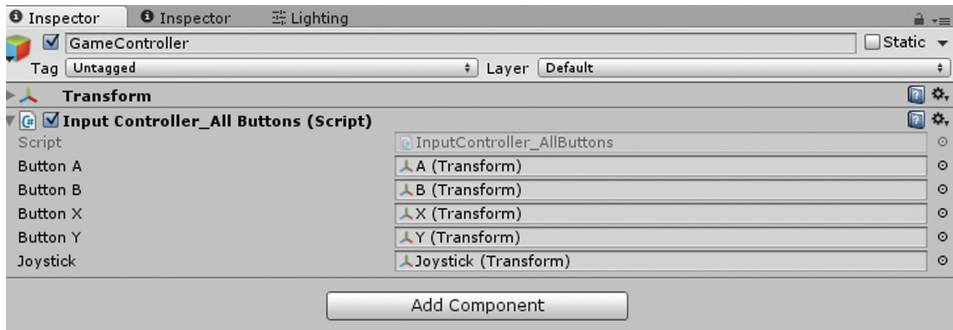 Inspector Inspector Lighting
GameController Static
Tag Untagged Layer Default
Transform
Input Controller_All Buttons (Script)
Script InputController_AllButtons
Button A A (Transform)
Button B B (Transform)
Button X X (Transform)
Button Y Y (Transform)
Joystick Joystick (Transform)
Add Component